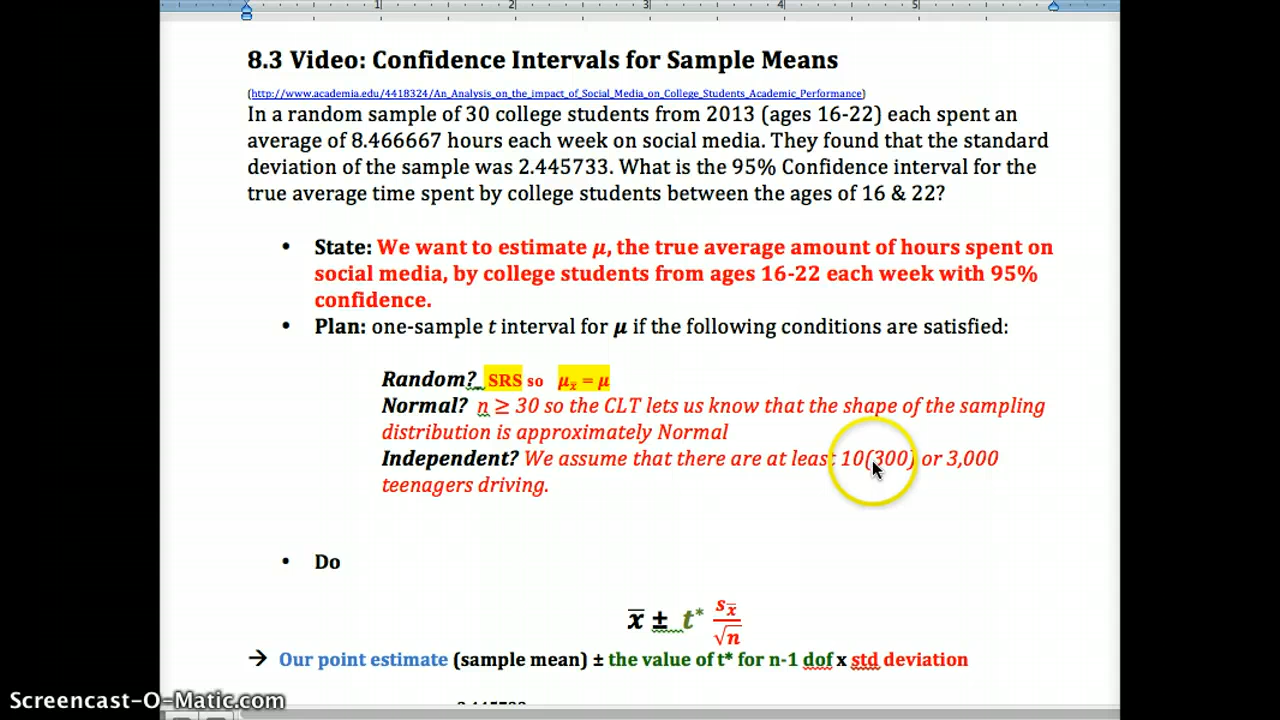 1 2 3 4 5
8.3 Video: Confidence Intervals for Sample Means
(http://www.academia.edu/4418324/An_Analysis_on_the_impact_of_Social_Media_on_College_Students_Academic_Performance)
In a random sample of 30 college students from 2013 (ages 16-22) each spent an
average of 8.466667 hours each week on social media. They found that the standard
deviation of the sample was 2.445733. What is the 95% Confidence interval for the
true average time spent by college students between the ages of 16 & 22?
• State: We want to estimate μ, the true average amount of hours spent on
social media, by college students from ages 16-22 each week with 95%
confidence.
• Plan: one-sample t interval for μ if the following conditions are satisfied:
Random?_ SRS so μx̄ = μ
Normal? n ≥ 30 so the CLT lets us know that the shape of the sampling
distribution is approximately Normal
Independent? We assume that there are at least 10(300) or 3,000
teenagers driving.
• Do
x̄ ± t* sx̄/√n
→ Our point estimate (sample mean) ± the value of t* for n-1 dof x std deviation
Screencast-O-Matic.com